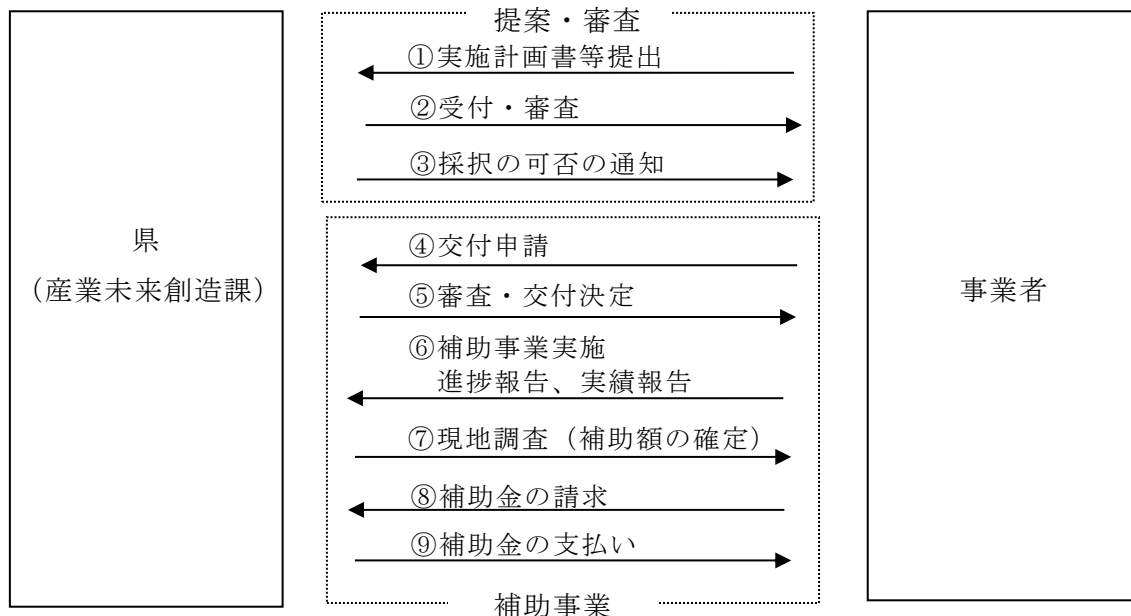 提案・審査
①実施計画書等提出
②受付・審査
③採択の可否の通知
県
（産業未来創造課）
④交付申請
⑤審査・交付決定
⑥補助事業実施
進捗報告、実績報告
⑦現地調査（補助額の確定）
⑧補助金の請求
⑨補助金の支払い
補助事業
事業者